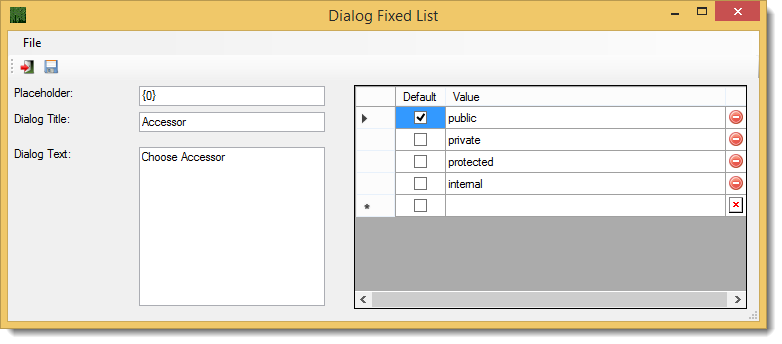 Dialog Fixed List
File
Placeholder:
{0}
Dialog Title:
Accessor
Dialog Text:
Choose Accessor
Default Value
public
private
protected
internal
*